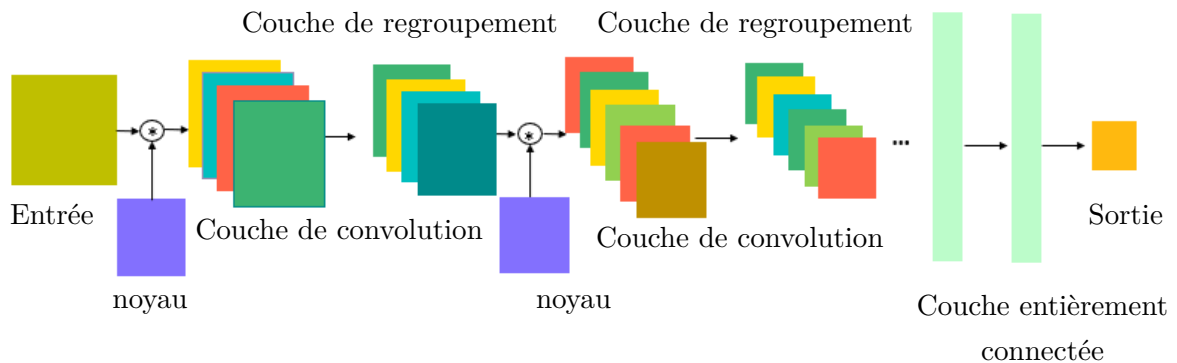 Couche de regroupement
Couche de regroupement
*
*
...
Entrée
Sortie
Couche de convolution
Couche de convolution
noyau
noyau
Couche entièrement
connectée